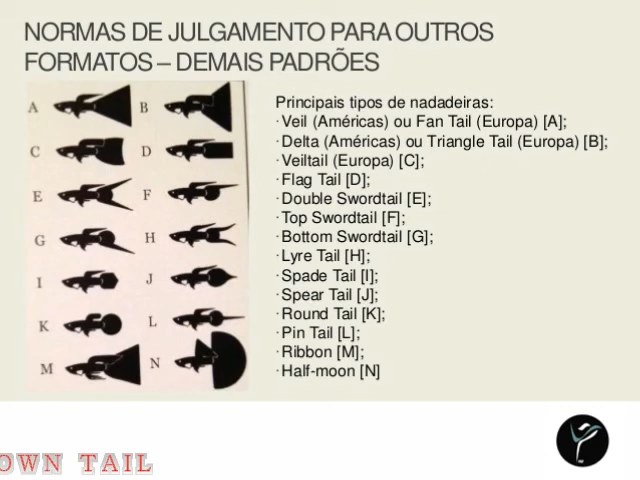 NORMAS DE JULGAMENTO PARA OUTROS
FORMATOS – DEMAIS PADRÕES
A B
C D
E F
G H
I J
K L
M N
Principais tipos de nadadeiras:
·Veil (Américas) ou Fan Tail (Europa) [A];
·Delta (Américas) ou Triangle Tail (Europa) [B];
·Veiltail (Europa) [C];
·Flag Tail [D];
·Double Swordtail [E];
·Top Swordtail [F];
·Bottom Swordtail [G];
·Lyre Tail [H];
·Spade Tail [I];
·Spear Tail [J];
·Round Tail [K];
·Pin Tail [L];
·Ribbon [M];
·Half-moon [N]
OWN TAIL